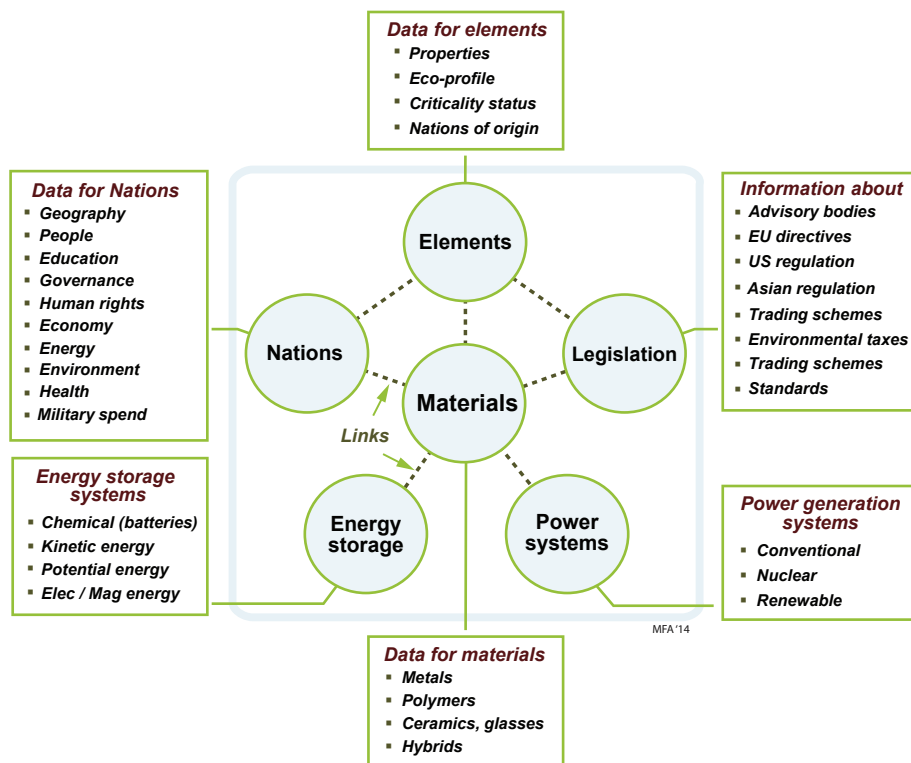 Data for elements
Properties
Eco-profile
Criticality status
Nations of origin
Data for Nations
Geography
People
Education
Governance
Human rights
Economy
Energy
Environment
Health
Military spend
Information about
Advisory bodies
EU directives
US regulation
Asian regulation
Trading schemes
Environmental taxes
Trading schemes
Standards
Elements
Nations
Legislation
Materials
Links
Energy
storage
Power
systems
Energy storage
systems
Chemical (batteries)
Kinetic energy
Potential energy
Elec / Mag energy
Power generation
systems
Conventional
Nuclear
Renewable
MFA '14
Data for materials
Metals
Polymers
Ceramics, glasses
Hybrids